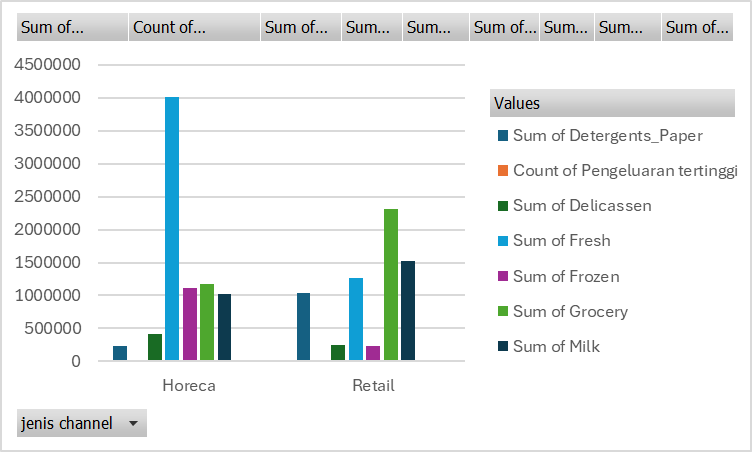 Sum of... Count of... Sum of... Sum... Sum... Sum of... Sum... Sum... Sum of...
4500000
4000000
3500000
3000000
2500000
2000000
1500000
1000000
500000
0
Horeca Retail
Values
Sum of Detergents_Paper
Count of Pengeluaran tertinggi
Sum of Delicassen
Sum of Fresh
Sum of Frozen
Sum of Grocery
Sum of Milk
jenis channel